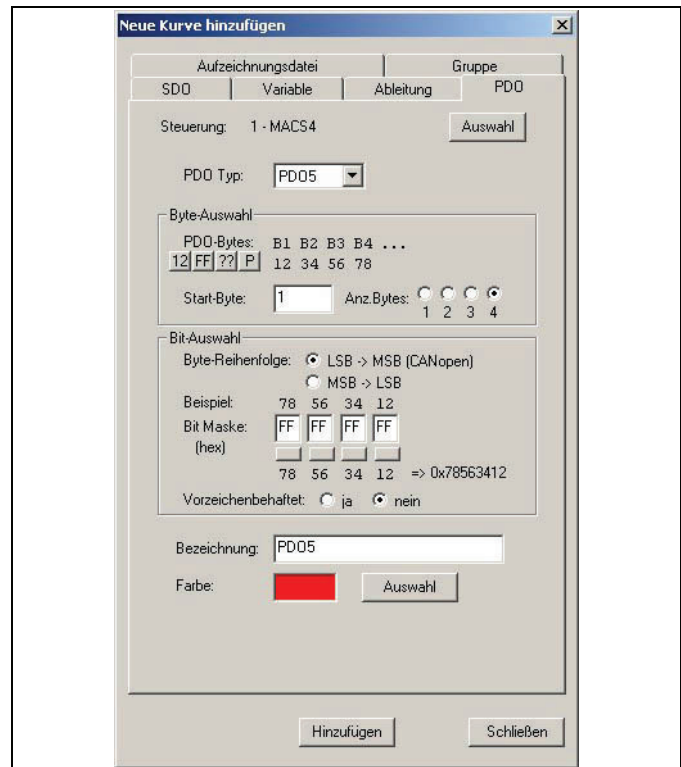 Neue Kurve hinzufügen
Aufzeichnungsdatei Gruppe
SDO Variable Ableitung PDO
Steuerung: 1 - MACS4 Auswahl
PDO Typ: PDO5
Byte-Auswahl
PDO-Bytes: B1 B2 B3 B4 ...
12 FF ?? P 12 34 56 78
Start-Byte: 1 Anz.Bytes: 1 2 3 4
Bit-Auswahl
Byte-Reihenfolge: LSB -> MSB (CANopen)
MSB -> LSB
Beispiel: 78 56 34 12
Bit Maske: FF FF FF FF
(hex)
78 56 34 12 => 0x78563412
Vorzeichenbehaftet: ja nein
Bezeichnung: PDO5
Farbe: Auswahl
Hinzufügen Schließen